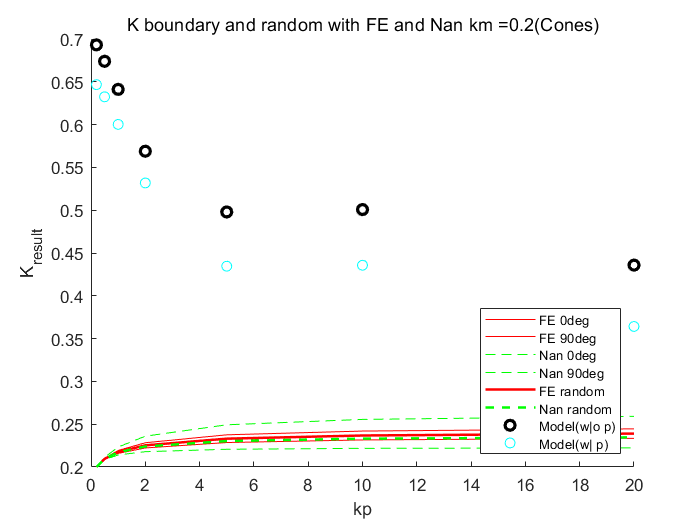 K boundary and random with FE and Nan km =0.2(Cones)
0.7
0.65
0.6
0.55
0.5
0.45
0.4
0.35
0.3
0.25
0.2
K_result
0 2 4 6 8 10 12 14 16 18 20
kp
FE 0deg
FE 90deg
Nan 0deg
Nan 90deg
FE random
Nan random
Model(w|o p)
Model(w| p)